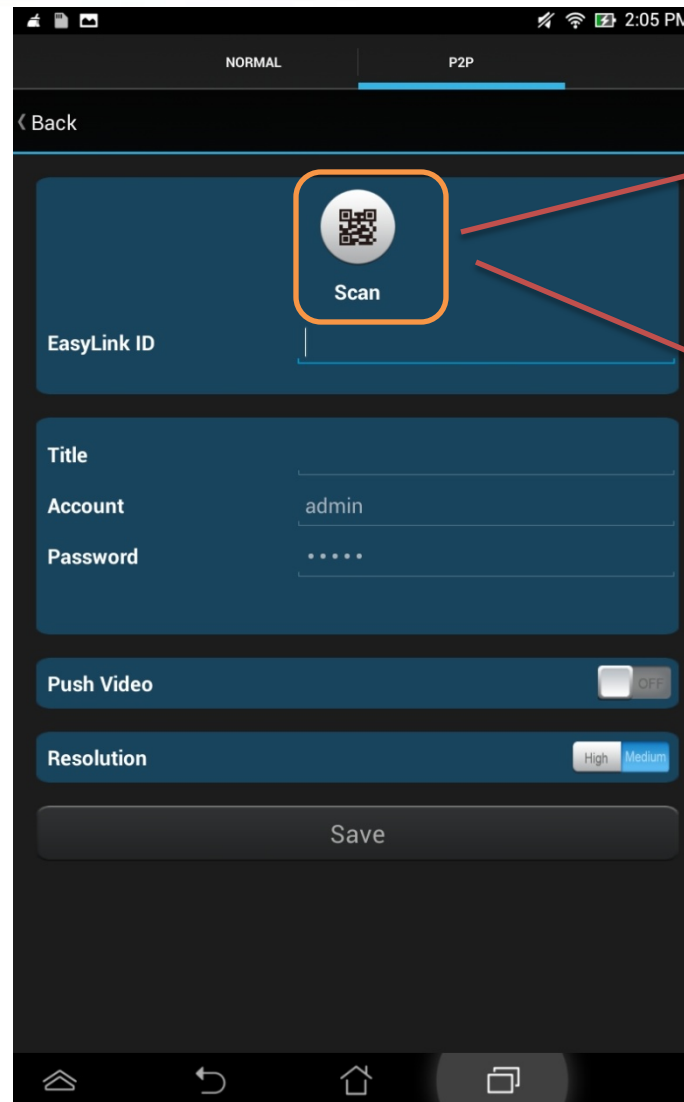 2:05 PM
NORMAL P2P
Back
Scan
EasyLink ID
Title
Account admin
Password •••••
Push Video OFF
Resolution High Medium
Save